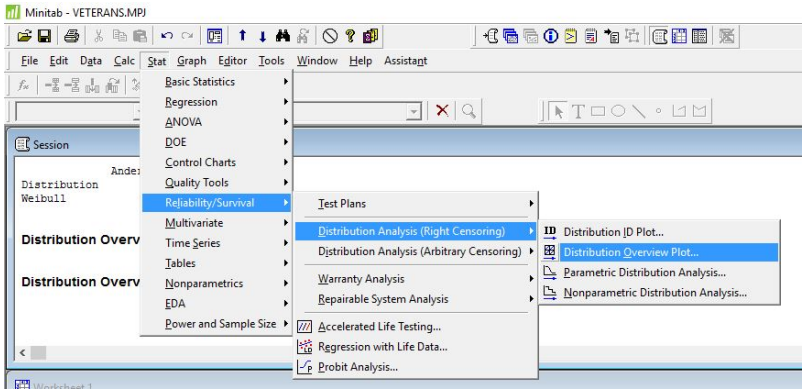 Minitab - VETERANS.MPJ
File Edit Data Calc Stat Graph Editor Tools Window Help Assistant
Basic Statistics
Regression
ANOVA
DOE
Control Charts
Quality Tools
Reliability/Survival
Multivariate
Time Series
Tables
Nonparametrics
EDA
Power and Sample Size
Session
Ander
Distribution
Weibull
Distribution Overv
Distribution Overv
Test Plans
Distribution Analysis (Right Censoring)
Distribution Analysis (Arbitrary Censoring)
Warranty Analysis
Repairable System Analysis
Accelerated Life Testing...
Regression with Life Data...
Probit Analysis...
ID Distribution ID Plot...
Distribution Overview Plot...
Parametric Distribution Analysis...
Nonparametric Distribution Analysis...
Worksheet 1